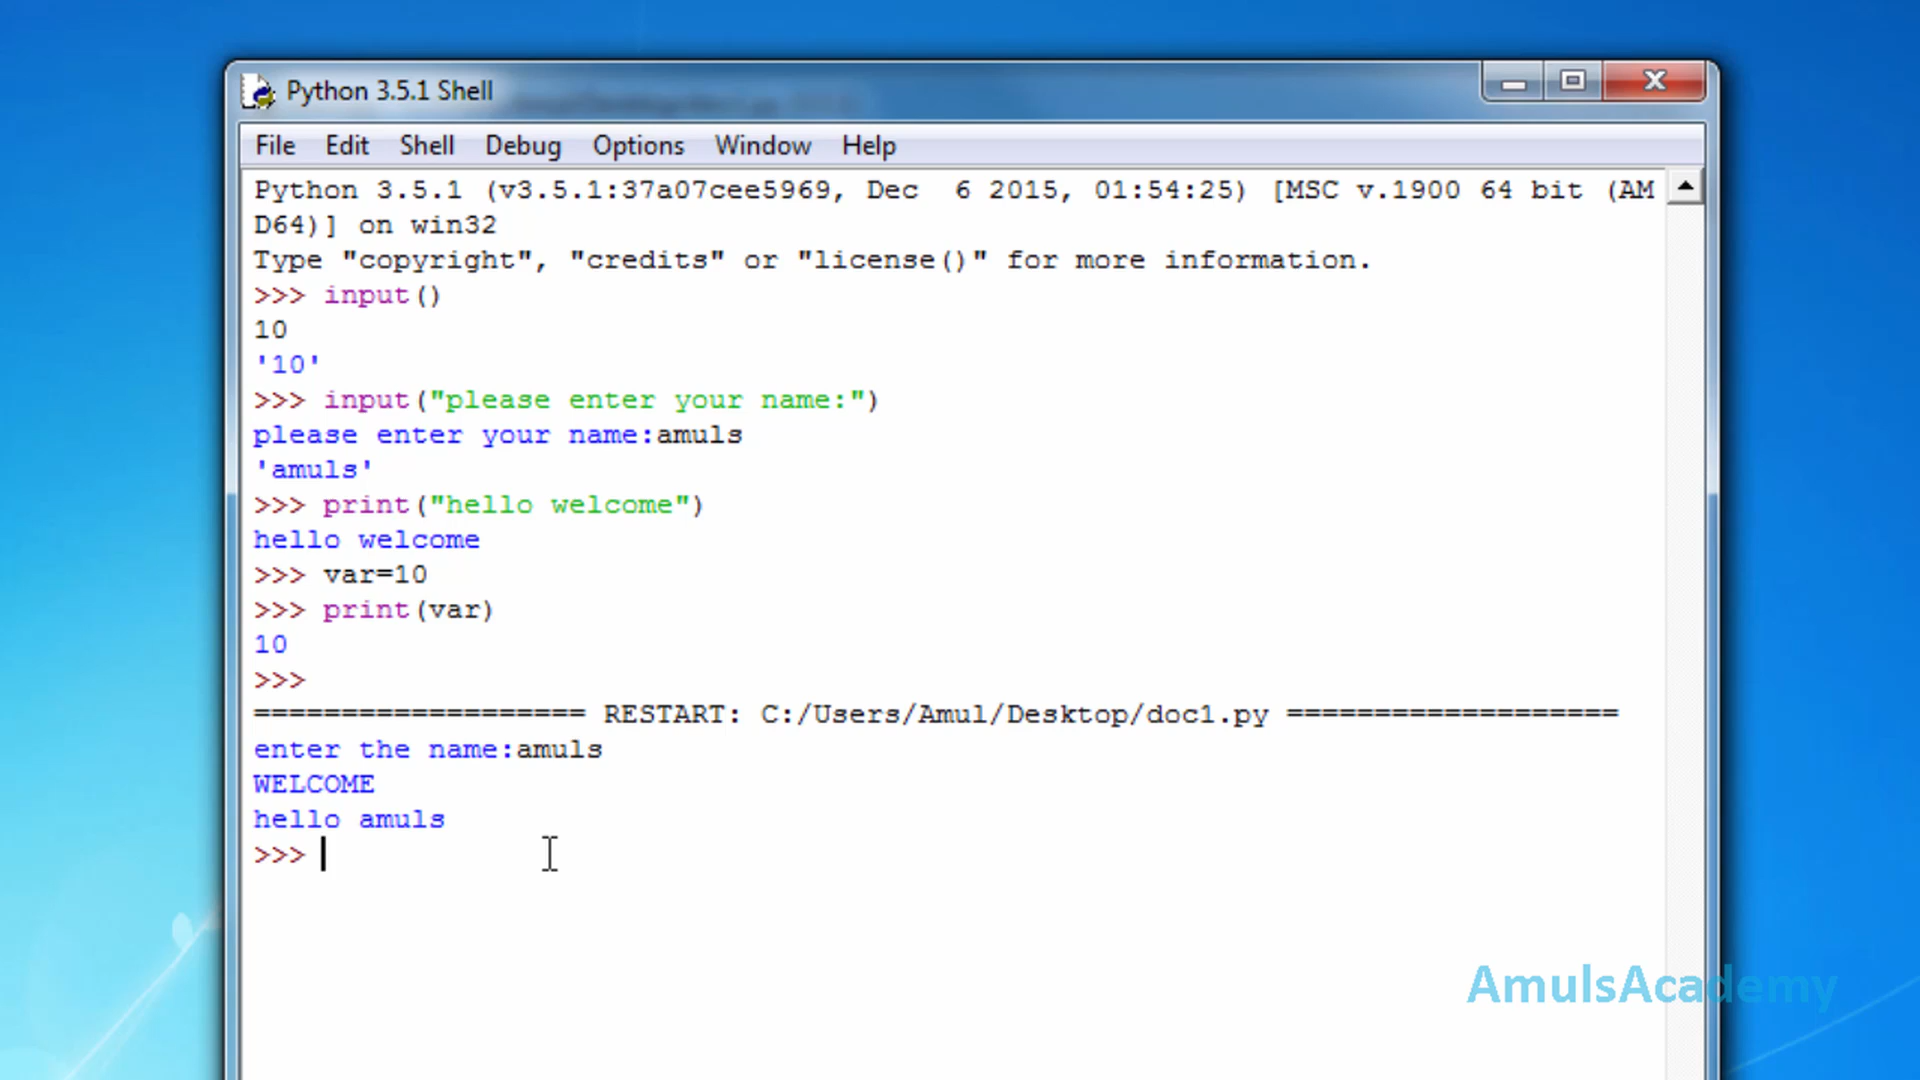 Python 3.5.1 Shell
File Edit Shell Debug Options Window Help
Python 3.5.1 (v3.5.1:37a07cee5969, Dec  6 2015, 01:54:25) [MSC v.1900 64 bit (AM
D64)] on win32
Type "copyright", "credits" or "license()" for more information.
>>> input()
10
'10'
>>> input("please enter your name:")
please enter your name:amuls
'amuls'
>>> print("hello welcome")
hello welcome
>>> var=10
>>> print(var)
10
>>>
=================== RESTART: C:/Users/Amul/Desktop/doc1.py ===================
enter the name:amuls
WELCOME
hello amuls
>>>
AmulsAcademy